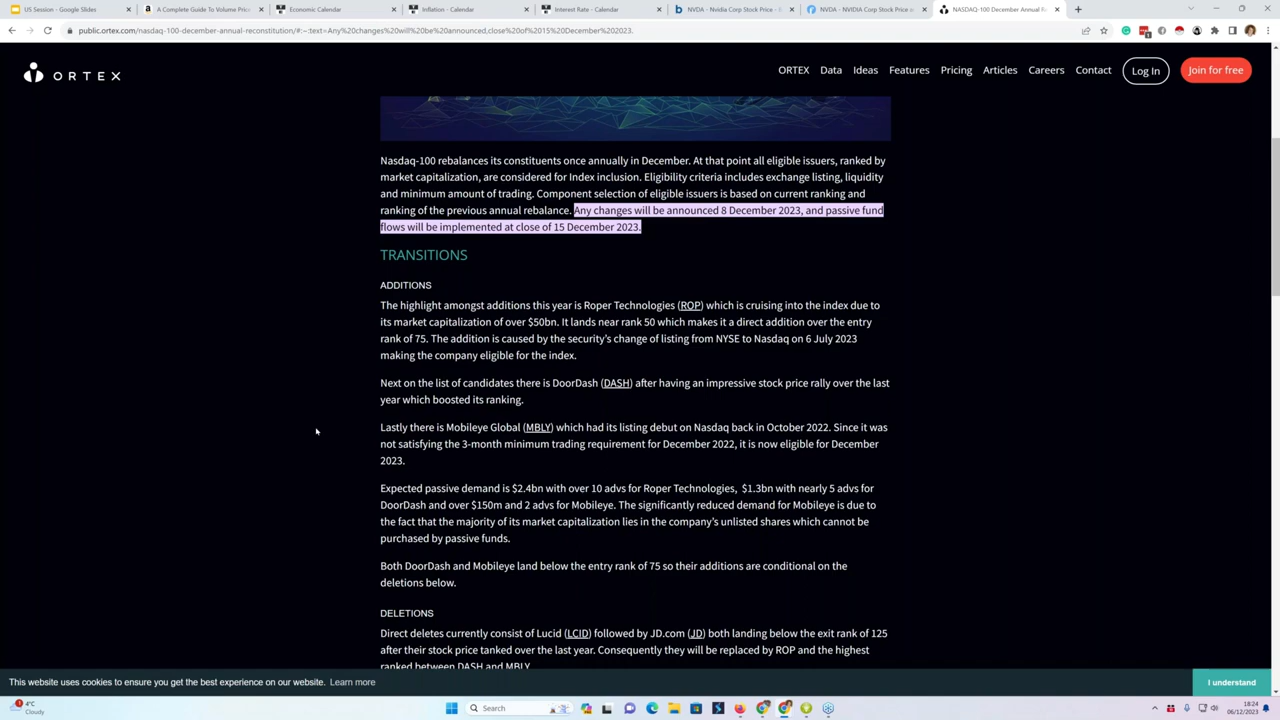 US Session - Google Slides
A Complete Guide To Volume Pric
Economic Calendar
Inflation - Calendar
Interest Rate - Calendar
NVDA - Nvidia Corp Stock Price - B
NVDA - NVIDIA Corp Stock Price a
NASDAQ-100 December Annual Re
public.ortex.com/nasdaq-100-december-annual-reconstitution/#:~:text=Any%20changes%20will%20be%20announced,close%20of%2015%20December%202023.
ORTEX
ORTEX Data Ideas Features Pricing Articles Careers Contact Log In Join for free
Nasdaq-100 rebalances its constituents once annually in December. At that point all eligible issuers, ranked by
market capitalization, are considered for Index inclusion. Eligibility criteria includes exchange listing, liquidity
and minimum amount of trading. Component selection of eligible issuers is based on current ranking and
ranking of the previous annual rebalance. Any changes will be announced 8 December 2023, and passive fund
flows will be implemented at close of 15 December 2023.
TRANSITIONS
ADDITIONS
The highlight amongst additions this year is Roper Technologies (ROP) which is cruising into the index due to
its market capitalization of over $50bn. It lands near rank 50 which makes it a direct addition over the entry
rank of 75. The addition is caused by the security’s change of listing from NYSE to Nasdaq on 6 July 2023
making the company eligible for the index.
Next on the list of candidates there is DoorDash (DASH) after having an impressive stock price rally over the last
year which boosted its ranking.
Lastly there is Mobileye Global (MBLY) which had its listing debut on Nasdaq back in October 2022. Since it was
not satisfying the 3-month minimum trading requirement for December 2022, it is now eligible for December
2023.
Expected passive demand is $2.4bn with over 10 advs for Roper Technologies, $1.3bn with nearly 5 advs for
DoorDash and over $150m and 2 advs for Mobileye. The significantly reduced demand for Mobileye is due to
the fact that the majority of its market capitalization lies in the company’s unlisted shares which cannot be
purchased by passive funds.
Both DoorDash and Mobileye land below the entry rank of 75 so their additions are conditional on the
deletions below.
DELETIONS
Direct deletes currently consist of Lucid (LCID) followed by JD.com (JD) both landing below the exit rank of 125
after their stock price tanked over the last year. Consequently they will be replaced by ROP and the highest
ranked between DASH and MBLY.
This website uses cookies to ensure you get the best experience on our website. Learn more
I understand
4°C
Cloudy
Search
18:24
06/12/2023